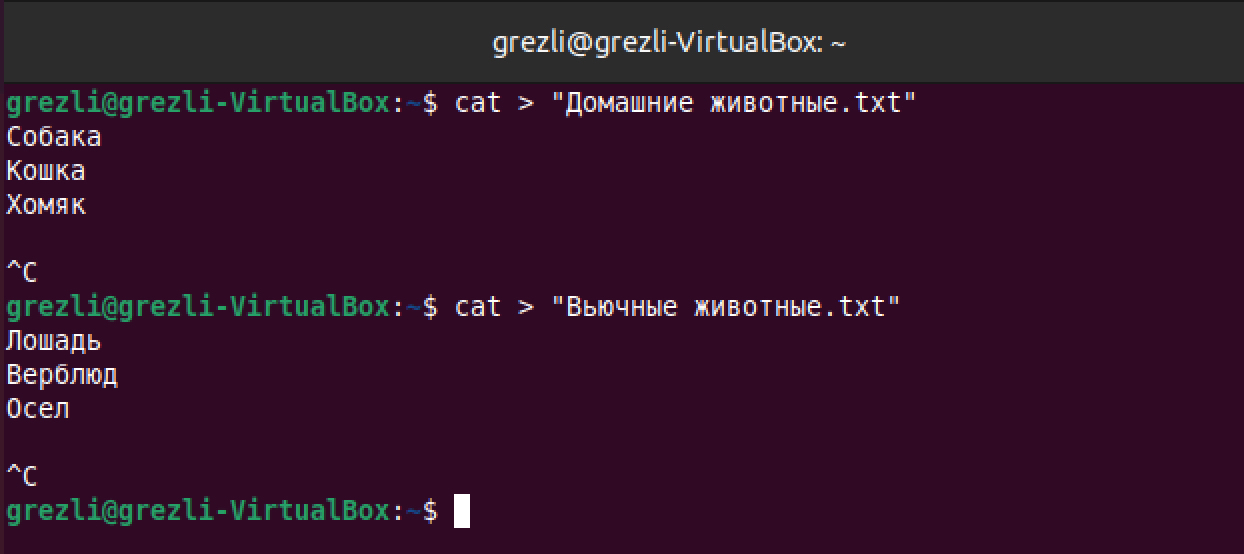 grezli@grezli-VirtualBox: ~
grezli@grezli-VirtualBox:~$ cat > "Домашние животные.txt"
Собака
Кошка
Хомяк
^C
grezli@grezli-VirtualBox:~$ cat > "Вьючные животные.txt"
Лошадь
Верблюд
Осел
^C
grezli@grezli-VirtualBox:~$